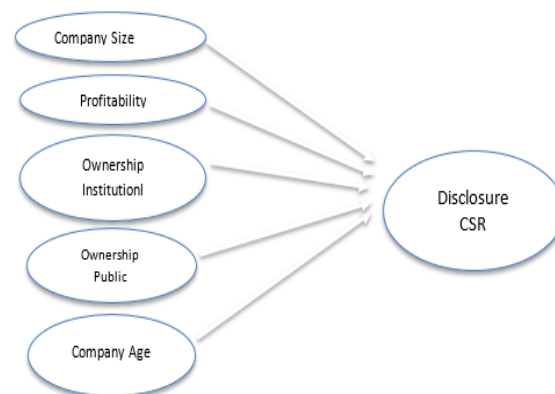 Company Size
Profitability
Ownership
Institutionl
Ownership
Public
Company Age
Disclosure
CSR